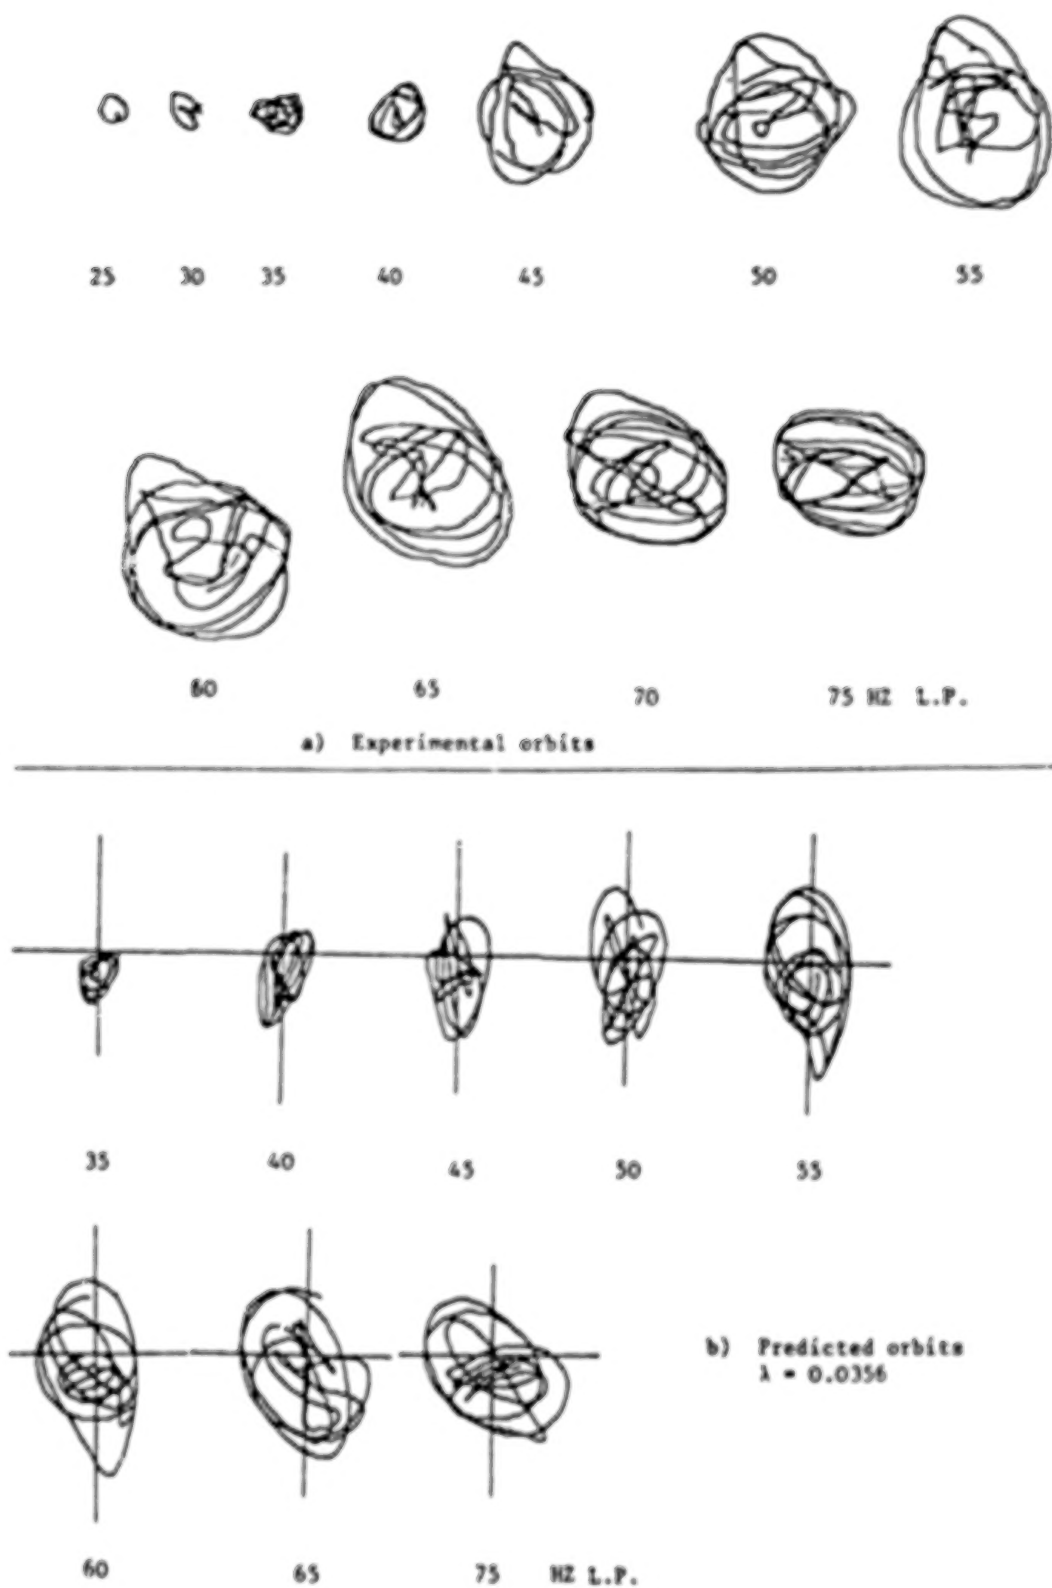 25 30 35 40 45 50 55
60 65 70 75 HZ L.P.
a) Experimental orbits
35 40 45 50 55
60 65 75 HZ L.P.
b) Predicted orbits
λ = 0.0356